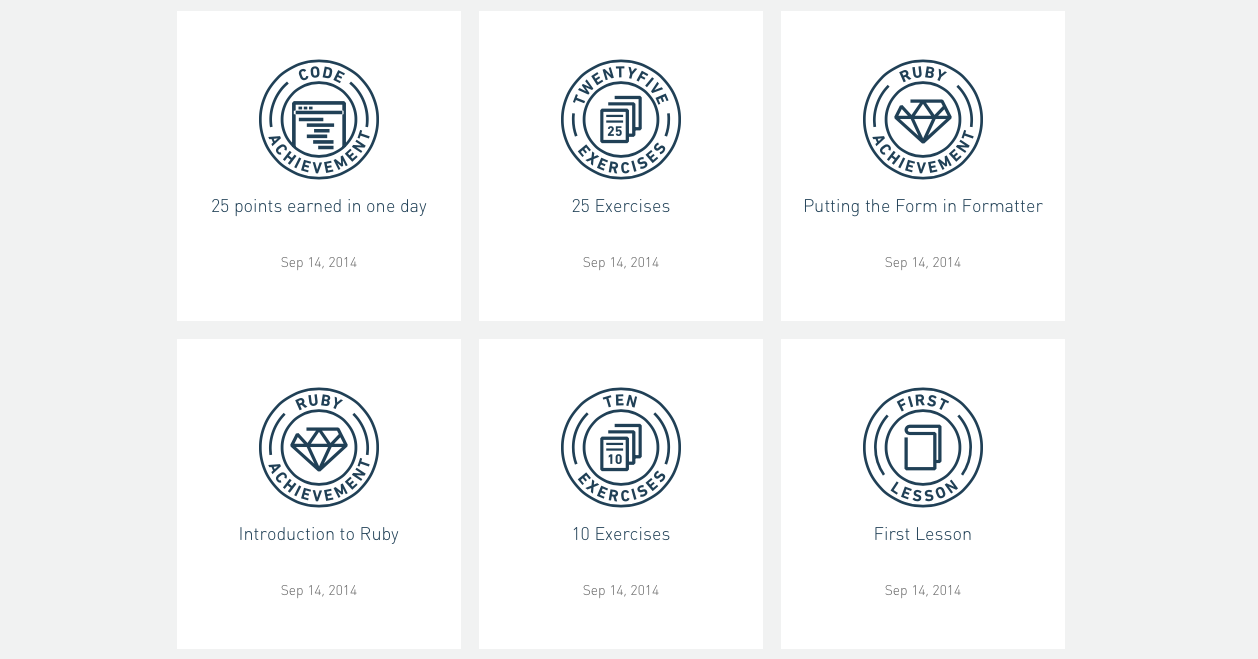 CODE
ACHIEVEMENT
25 points earned in one day
Sep 14, 2014
TWENTYFIVE
25
EXERCISES
25 Exercises
Sep 14, 2014
RUBY
ACHIEVEMENT
Putting the Form in Formatter
Sep 14, 2014
RUBY
ACHIEVEMENT
Introduction to Ruby
Sep 14, 2014
TEN
10
EXERCISES
10 Exercises
Sep 14, 2014
FIRST
LESSON
First Lesson
Sep 14, 2014